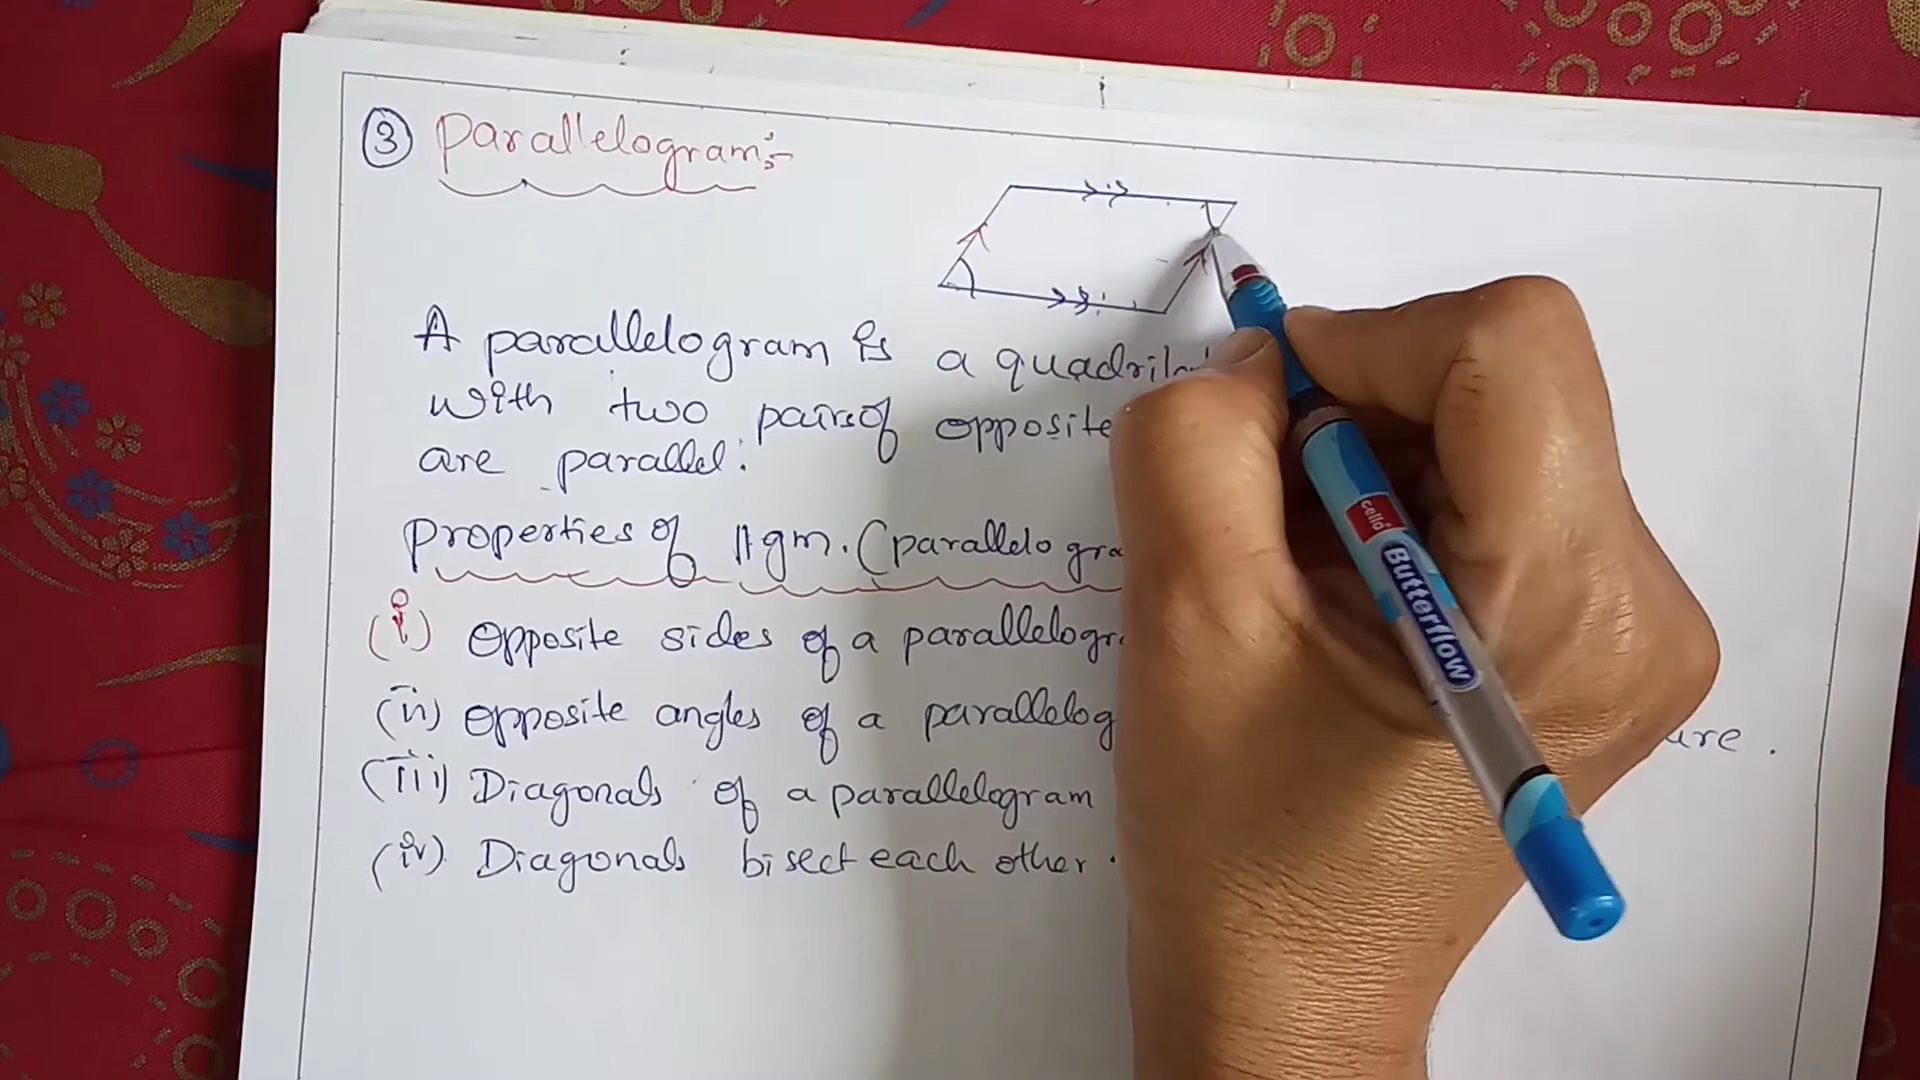 3 Parallelogram:-
A parallelogram is a quadril
with two pairs of opposite
are parallel.
Properties of ||gm. (parallelogra
(i) Opposite sides of a parallelogr
(ii) opposite angles of a parallelog ure.
(iii) Diagonals of a parallelogram
(iv) Diagonals bisect each other.
cello
Butterflow